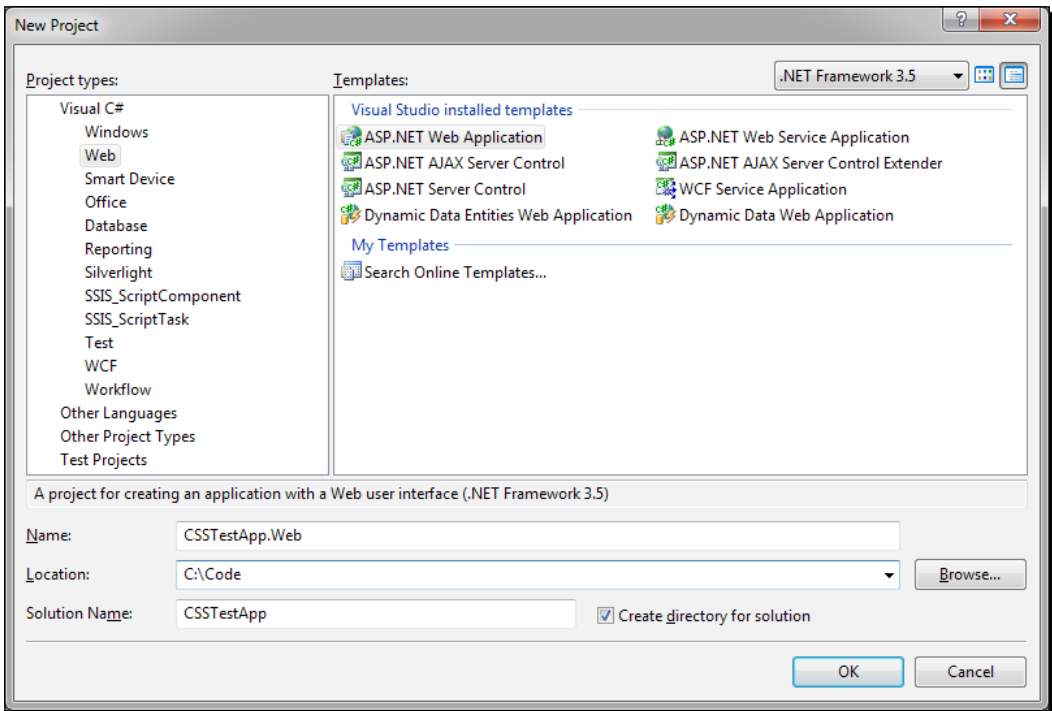 New Project
Project types:
Templates:
.NET Framework 3.5
Visual C#
Windows
Web
Smart Device
Office
Database
Reporting
Silverlight
SSIS_ScriptComponent
SSIS_ScriptTask
Test
WCF
Workflow
Other Languages
Other Project Types
Test Projects
Visual Studio installed templates
ASP.NET Web Application
ASP.NET Web Service Application
ASP.NET AJAX Server Control
ASP.NET AJAX Server Control Extender
ASP.NET Server Control
WCF Service Application
Dynamic Data Entities Web Application
Dynamic Data Web Application
My Templates
Search Online Templates...
A project for creating an application with a Web user interface (.NET Framework 3.5)
Name: CSSTestApp.Web
Location: C:\Code Browse...
Solution Name: CSSTestApp Create directory for solution
OK Cancel